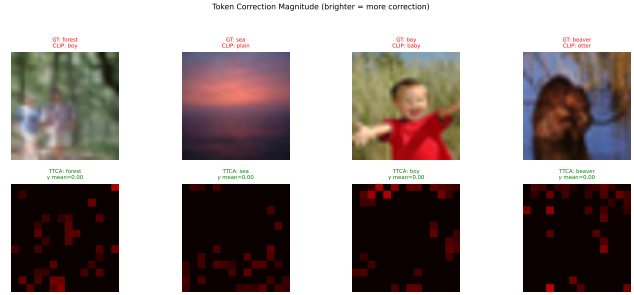 Token Correction Magnitude (brighter = more correction)
GT: forest
CLIP: boy
GT: sea
CLIP: plain
GT: boy
CLIP: baby
GT: beaver
CLIP: otter
TTCA: forest
γ mean=0.00
TTCA: sea
γ mean=0.00
TTCA: boy
γ mean=0.00
TTCA: beaver
γ mean=0.00